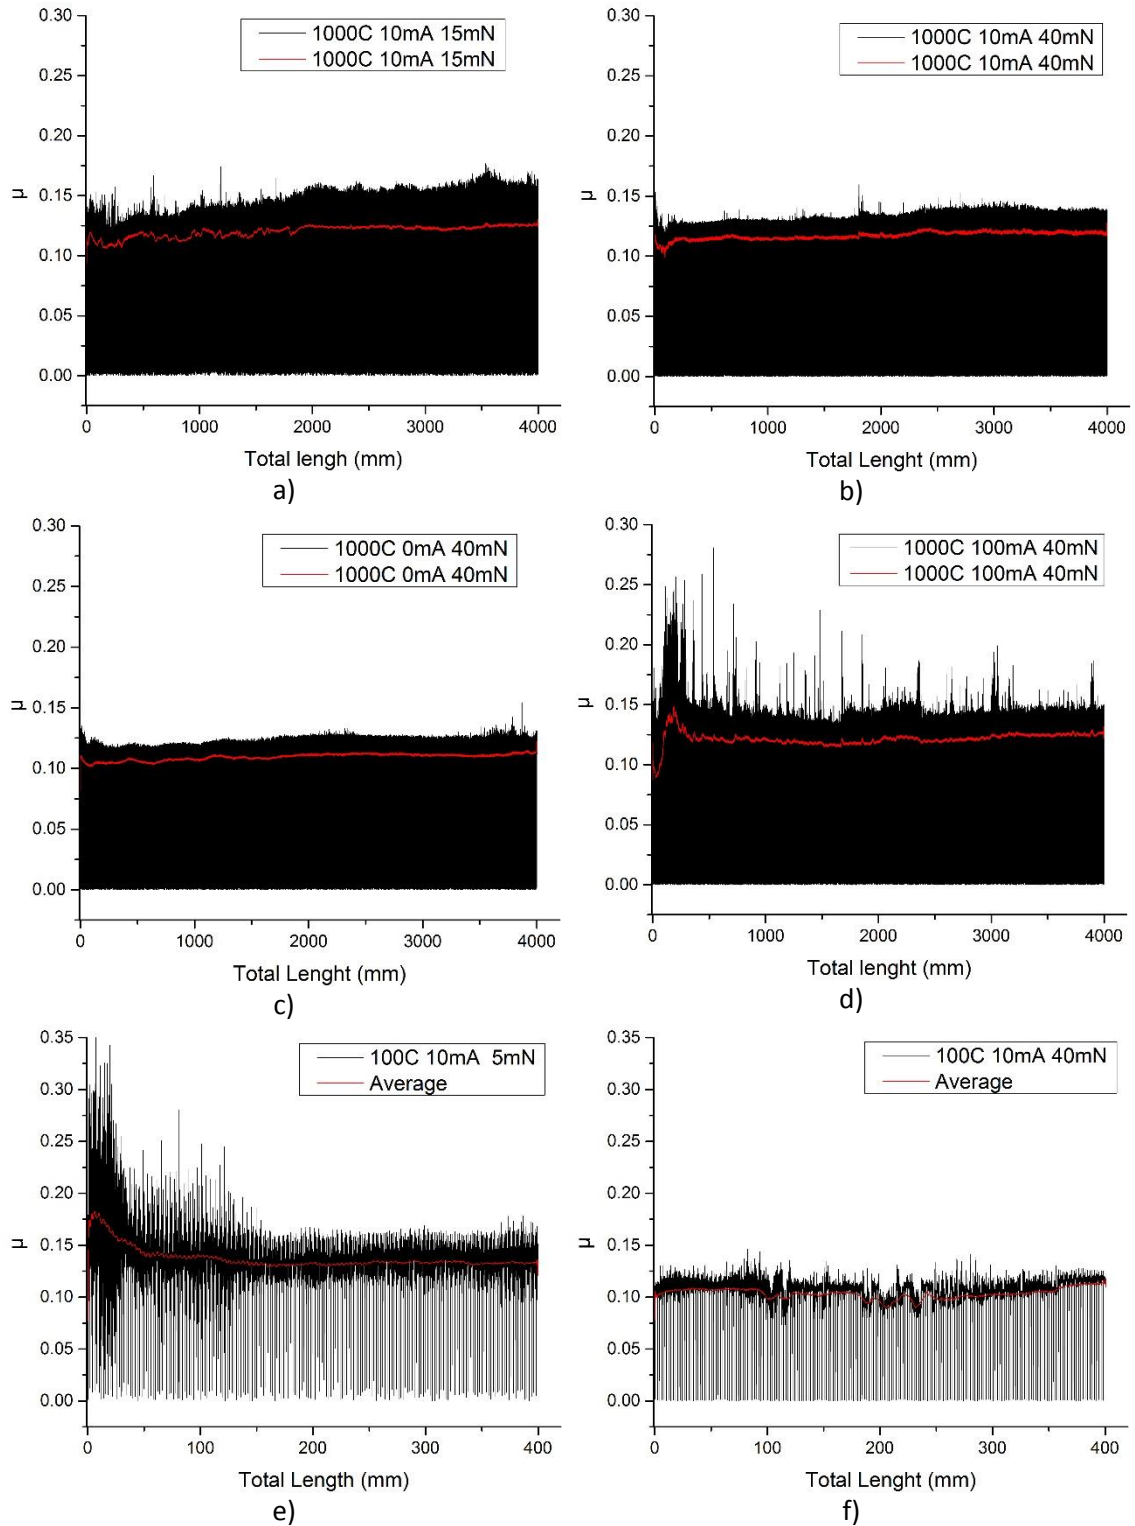 0.30
0.25
0.20
0.15
0.10
0.05
0.00
μ
1000C 10mA 15mN
1000C 10mA 15mN
0 1000 2000 3000 4000
Total lengh (mm)
a)
0.30
0.25
0.20
0.15
0.10
0.05
0.00
μ
1000C 10mA 40mN
1000C 10mA 40mN
0 1000 2000 3000 4000
Total Lenght (mm)
b)
0.30
0.25
0.20
0.15
0.10
0.05
0.00
μ
1000C 0mA 40mN
1000C 0mA 40mN
0 1000 2000 3000 4000
Total Lenght (mm)
c)
0.30
0.25
0.20
0.15
0.10
0.05
0.00
μ
1000C 100mA 40mN
1000C 100mA 40mN
0 1000 2000 3000 4000
Total lenght (mm)
d)
0.35
0.30
0.25
0.20
0.15
0.10
0.05
0.00
μ
100C 10mA 5mN
Average
0 100 200 300 400
Total Length (mm)
e)
0.35
0.30
0.25
0.20
0.15
0.10
0.05
0.00
μ
100C 10mA 40mN
Average
0 100 200 300 400
Total Lenght (mm)
f)